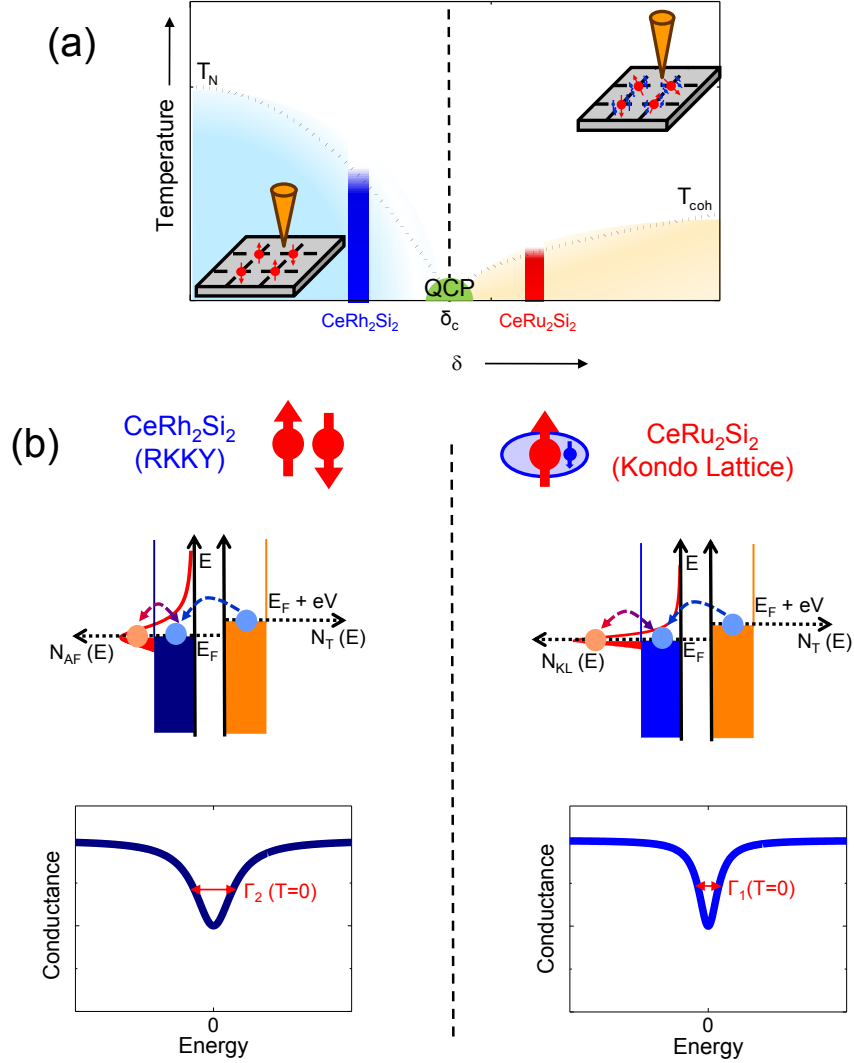 (a)
Temperature
T_N
T_coh
QCP
CeRh₂Si₂
δ_c
CeRu₂Si₂
δ
(b)
CeRh₂Si₂
(RKKY)
CeRu₂Si₂
(Kondo Lattice)
E
E_F + eV
N_AF (E)
E_F
N_T (E)
E
E_F + eV
N_KL (E)
E_F
N_T (E)
Conductance
Γ₂ (T=0)
0
Energy
Conductance
Γ₁(T=0)
0
Energy